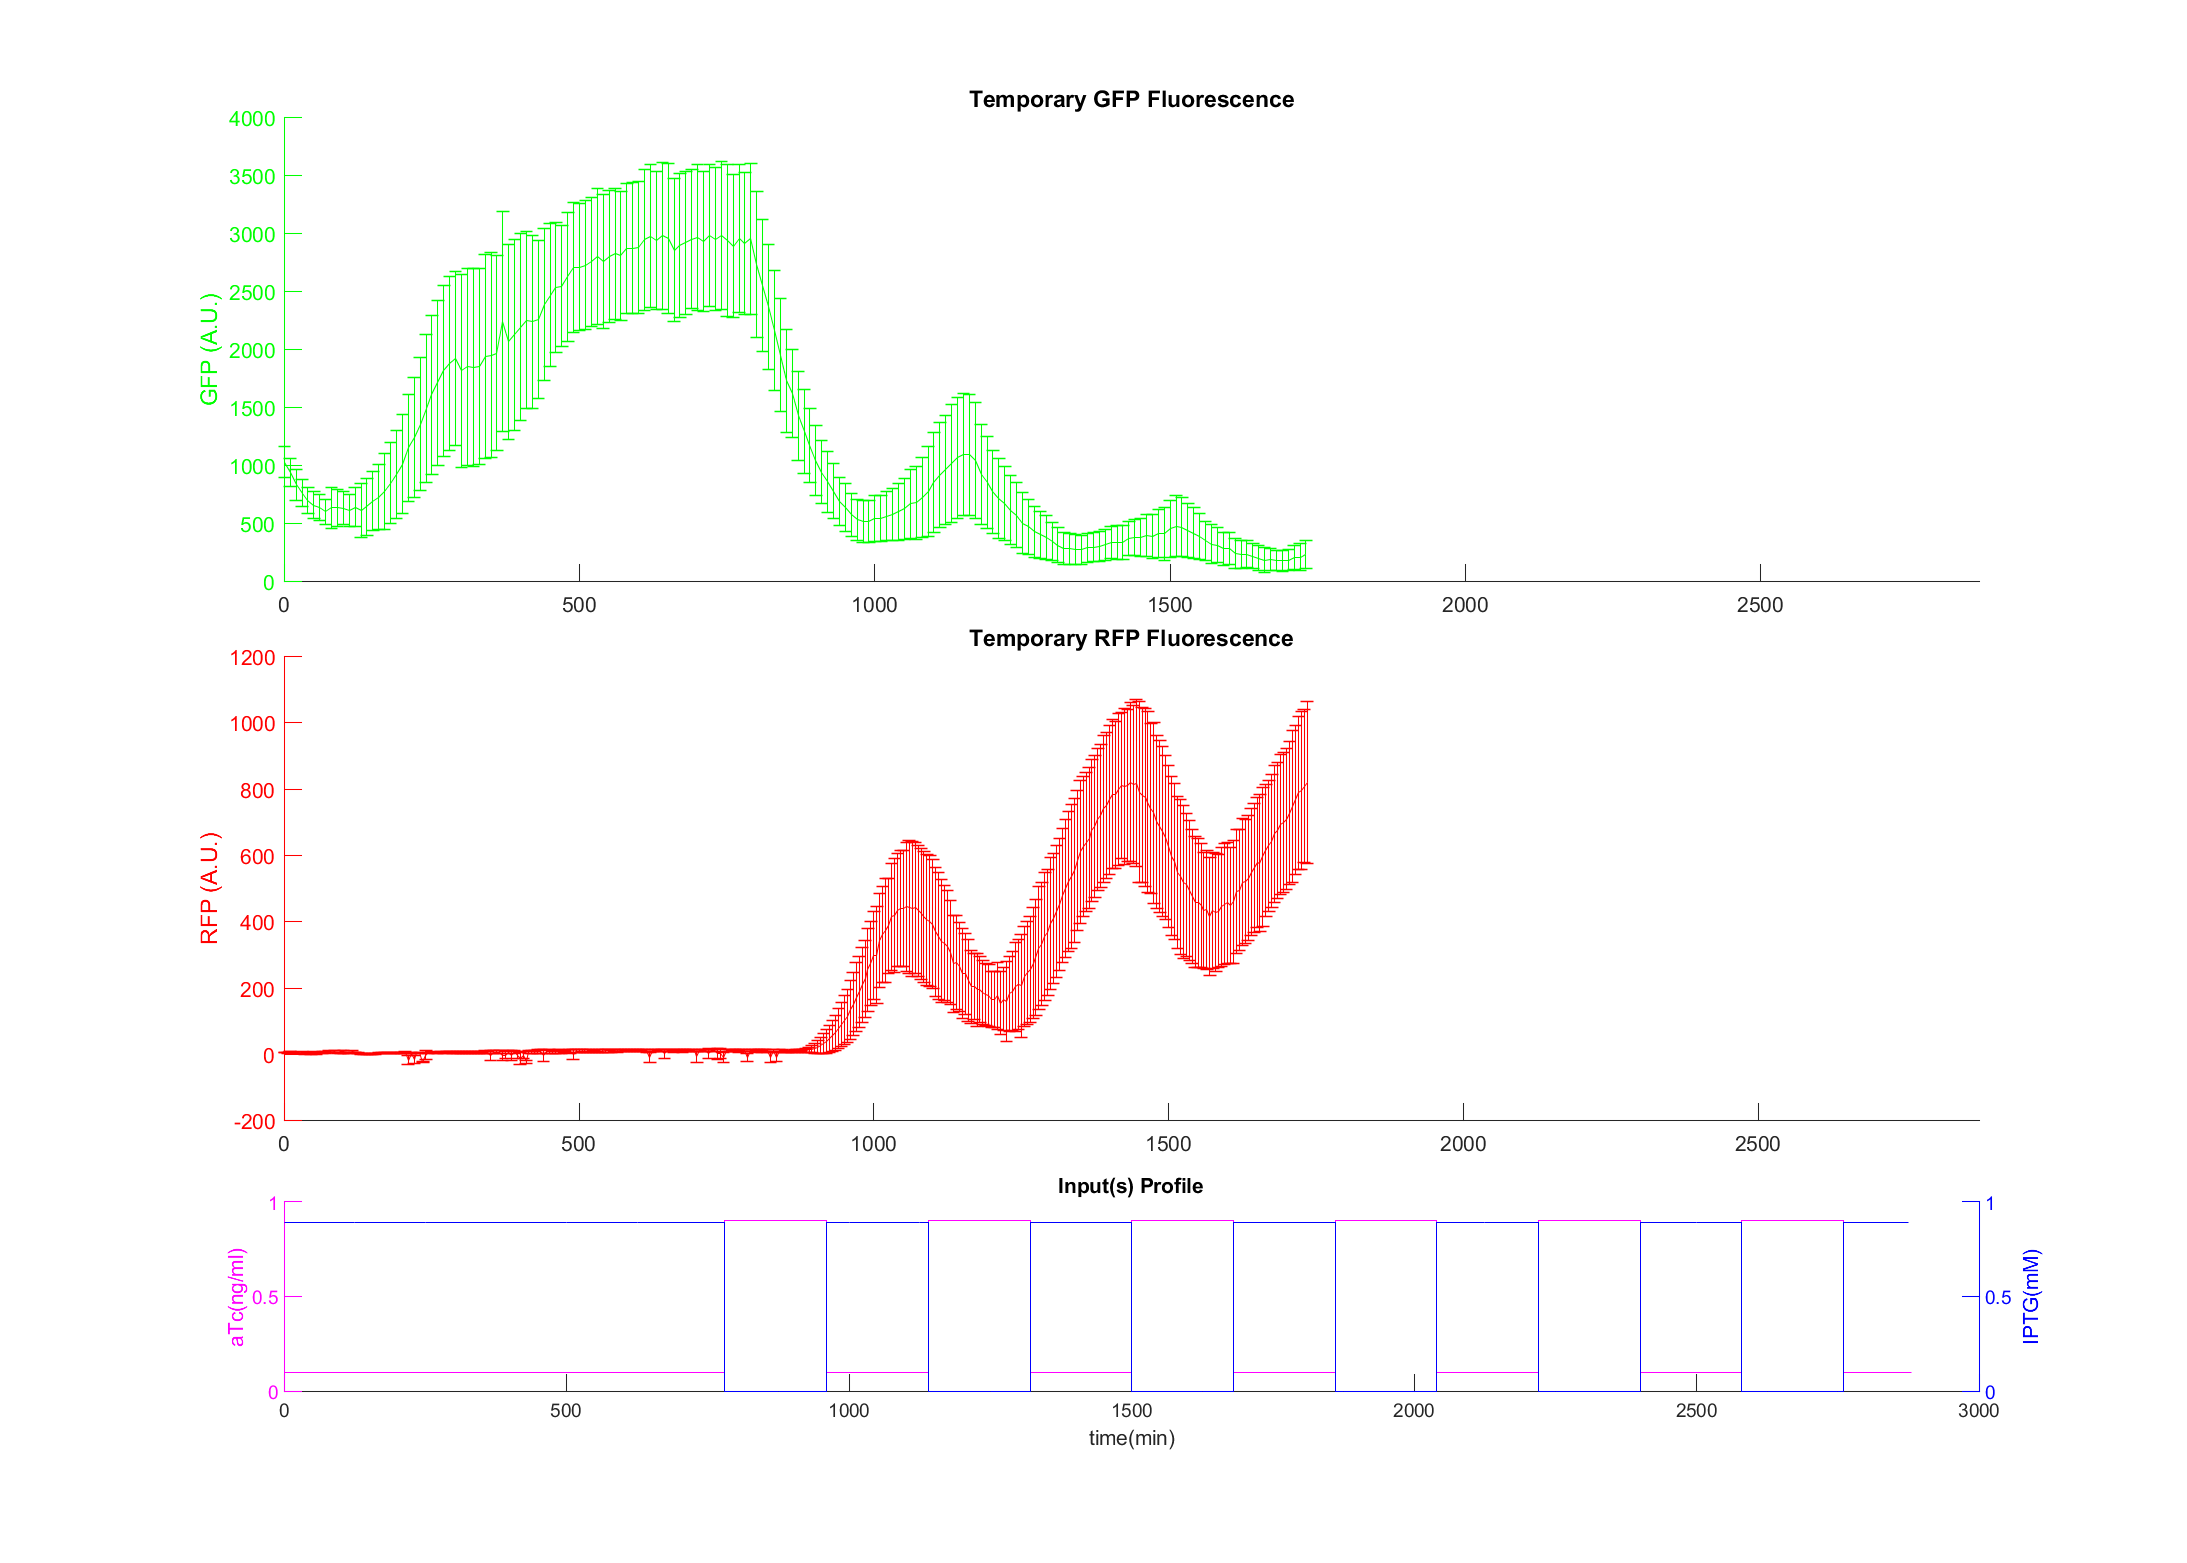 Temporary GFP Fluorescence
4000
3500
3000
2500
2000
1500
1000
500
0
GFP (A.U.)
0 500 1000 1500 2000 2500
Temporary RFP Fluorescence
1200
1000
800
600
400
200
0
-200
RFP (A.U.)
0 500 1000 1500 2000 2500
Input(s) Profile
1
0.5
0
aTc(ng/ml)
1
0.5
0
IPTG(mM)
0 500 1000 1500 2000 2500 3000
time(min)